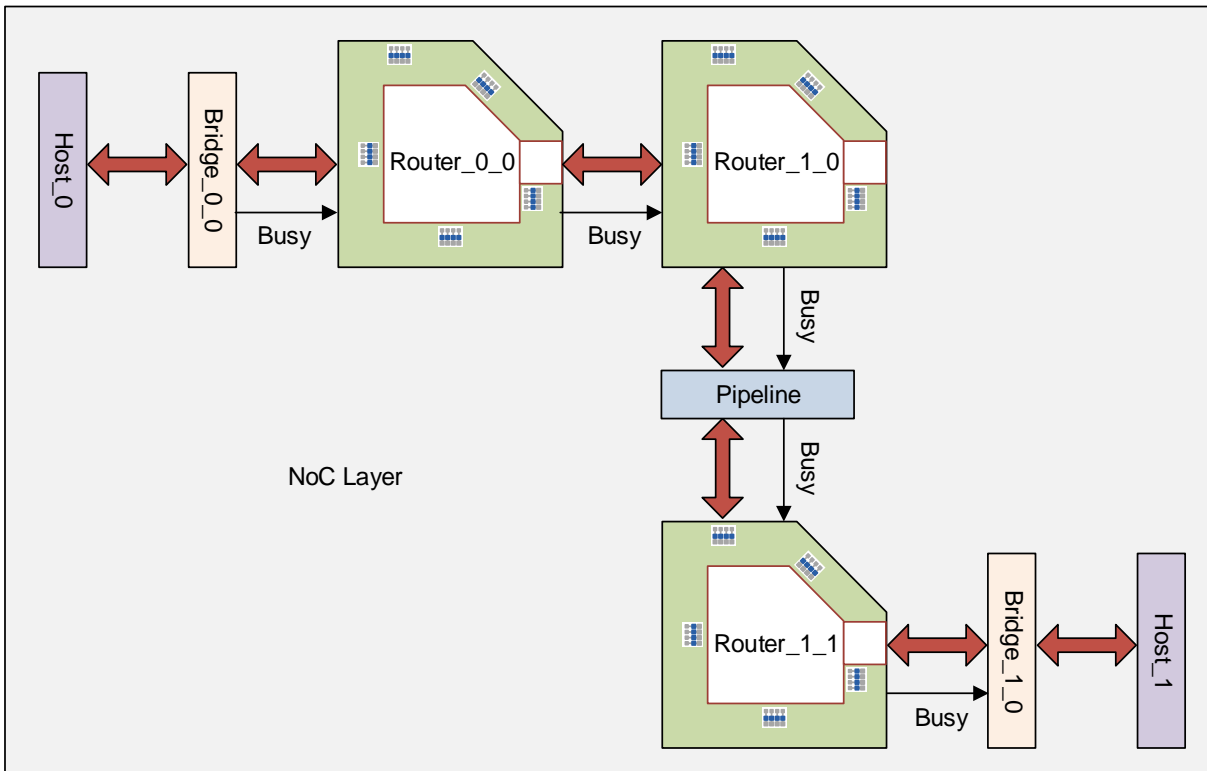 Host_0
Bridge_0_0
Busy
Router_0_0
Busy
Router_1_0
Busy
Pipeline
Busy
NoC Layer
Router_1_1
Busy
Bridge_1_0
Host_1